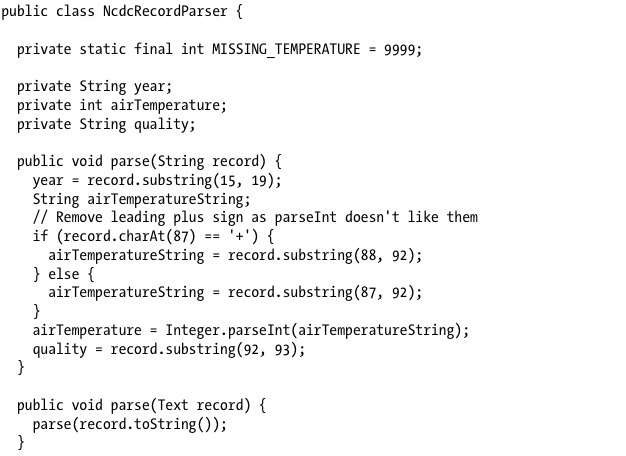 public class NcdcRecordParser {
private static final int MISSING_TEMPERATURE = 9999;
private String year;
private int airTemperature;
private String quality;
public void parse(String record) {
year = record.substring(15, 19);
String airTemperatureString;
// Remove leading plus sign as parseInt doesn't like them
if (record.charAt(87) == '+') {
airTemperatureString = record.substring(88, 92);
} else {
airTemperatureString = record.substring(87, 92);
}
airTemperature = Integer.parseInt(airTemperatureString);
quality = record.substring(92, 93);
}
public void parse(Text record) {
parse(record.toString());
}